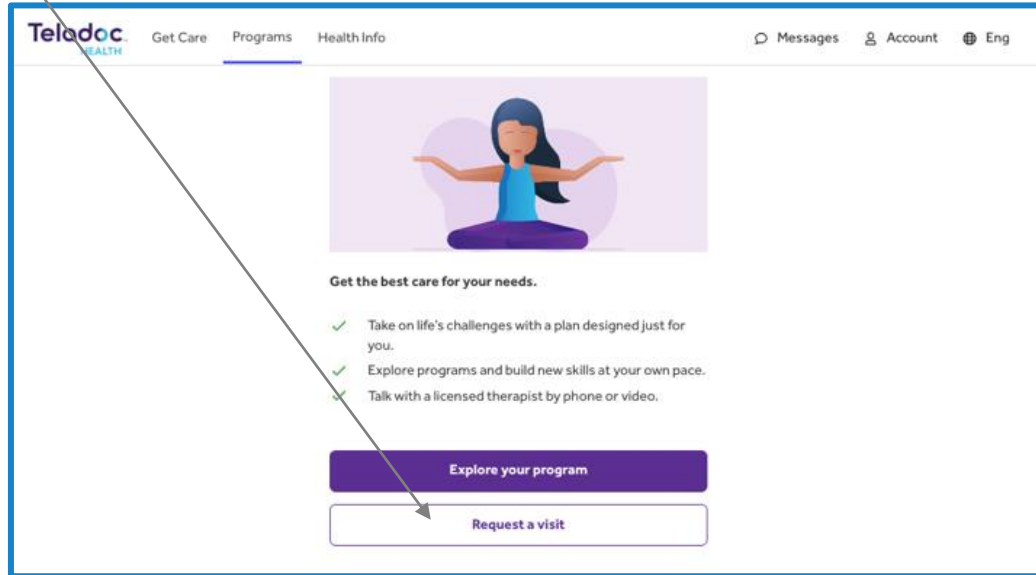 Teladoc
HEALTH
Get Care Programs Health Info Messages Account Eng
Get the best care for your needs.
Take on life's challenges with a plan designed just for
you.
Explore programs and build new skills at your own pace.
Talk with a licensed therapist by phone or video.
Explore your program
Request a visit